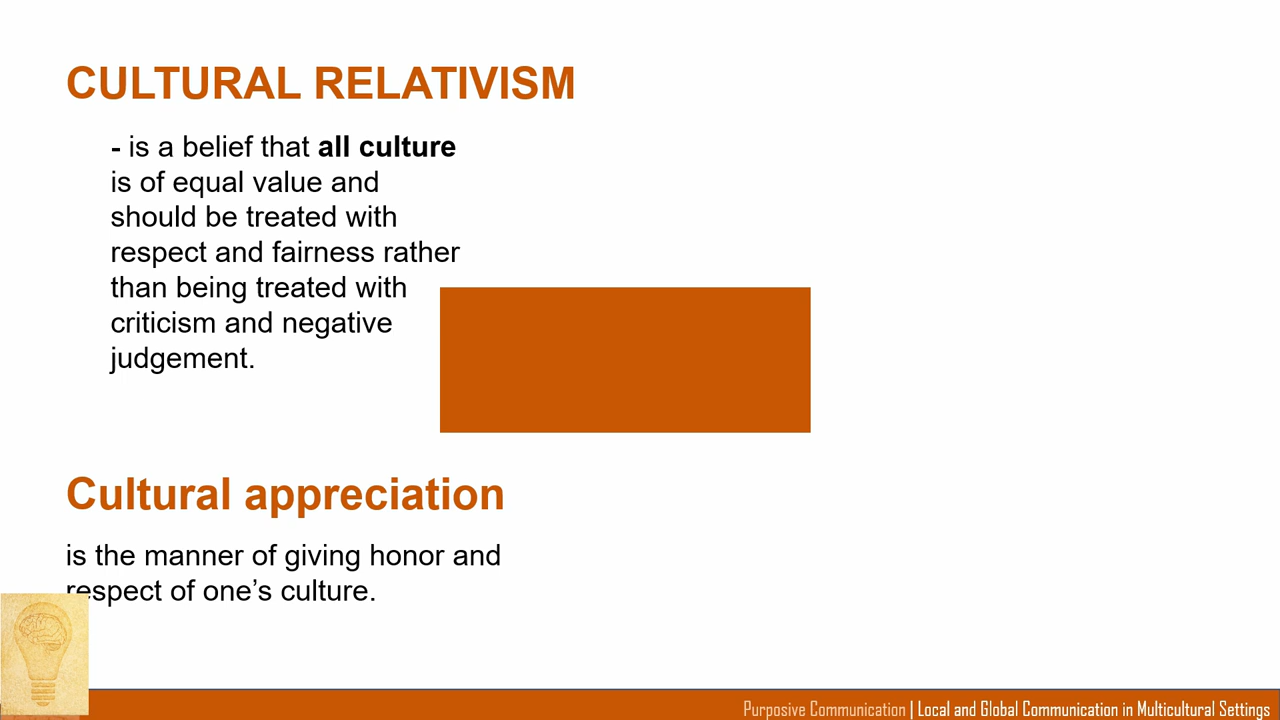 CULTURAL RELATIVISM
- is a belief that all culture
is of equal value and
should be treated with
respect and fairness rather
than being treated with
criticism and negative
judgement.
Cultural appreciation
is the manner of giving honor and
respect of one’s culture.
Purposive Communication | Local and Global Communication in Multicultural Settings